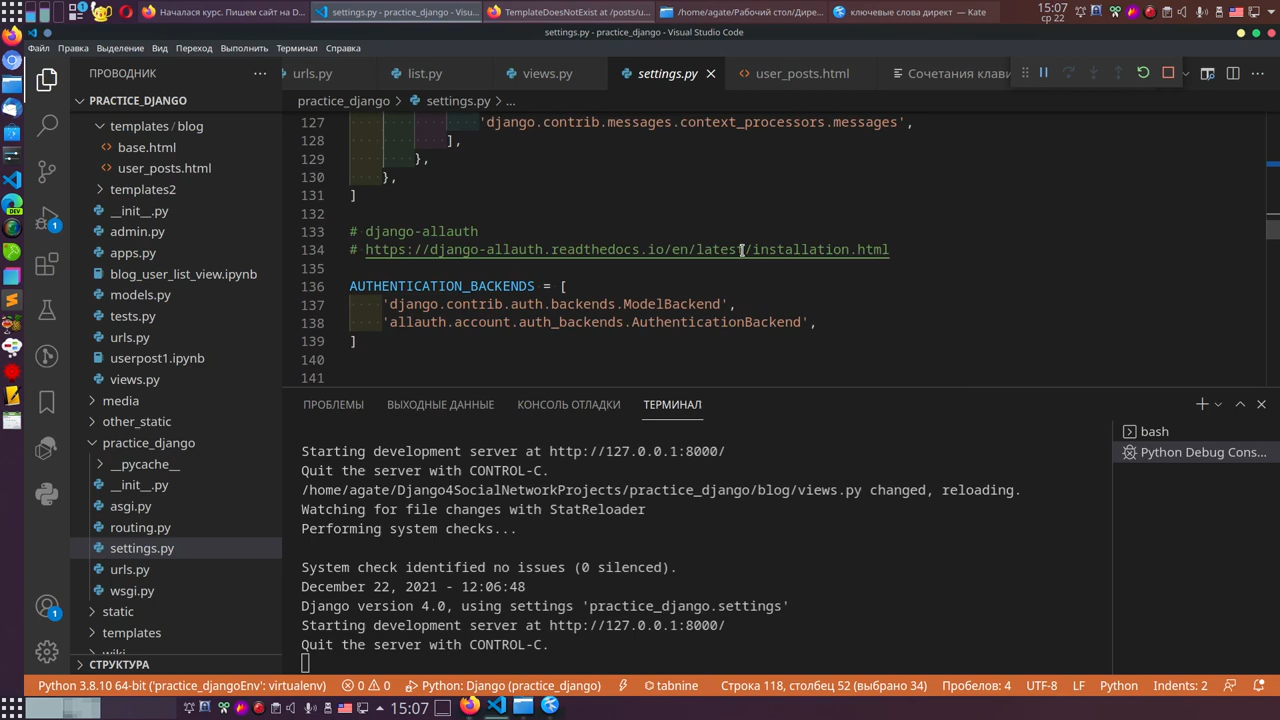 Началася курс. Пишем сайт на D...
settings.py - practice_django - Visu...
TemplateDoesNotExist at /posts/u...
/home/agate/Рабочий стол/Дире...
ключевые слова директ — Kate
15:07
ср 22
settings.py - practice_django - Visual Studio Code
Файл Правка Выделение Вид Переход Выполнить Терминал Справка
ПРОВОДНИК
urls.py
list.py
views.py
settings.py
user_posts.html
Сочетания клави
PRACTICE_DJANGO
practice_django > settings.py > ...
templates / blog
base.html
user_posts.html
templates2
__init__.py
admin.py
apps.py
blog_user_list_view.ipynb
models.py
tests.py
urls.py
userpost1.ipynb
views.py
media
other_static
practice_django
__pycache__
__init__.py
asgi.py
routing.py
settings.py
urls.py
wsgi.py
static
templates
wiki
СТРУКТУРА
127 'django.contrib.messages.context_processors.messages',
128 ],
129 },
130 },
131 ]
132
133 # django-allauth
134 # https://django-allauth.readthedocs.io/en/latest/installation.html
135
136 AUTHENTICATION_BACKENDS = [
137 'django.contrib.auth.backends.ModelBackend',
138 'allauth.account.auth_backends.AuthenticationBackend',
139 ]
140
141
ПРОБЛЕМЫ ВЫХОДНЫЕ ДАННЫЕ КОНСОЛЬ ОТЛАДКИ ТЕРМИНАЛ
Starting development server at http://127.0.0.1:8000/
Quit the server with CONTROL-C.
/home/agate/Django4SocialNetworkProjects/practice_django/blog/views.py changed, reloading.
Watching for file changes with StatReloader
Performing system checks...
System check identified no issues (0 silenced).
December 22, 2021 - 12:06:48
Django version 4.0, using settings 'practice_django.settings'
Starting development server at http://127.0.0.1:8000/
Quit the server with CONTROL-C.
bash
Python Debug Cons...
Python 3.8.10 64-bit ('practice_djangoEnv': virtualenv) 0 0 Python: Django (practice_django) tabnine Строка 118, столбец 52 (выбрано 34) Пробелов: 4 UTF-8 LF Python Indents: 2
15:07